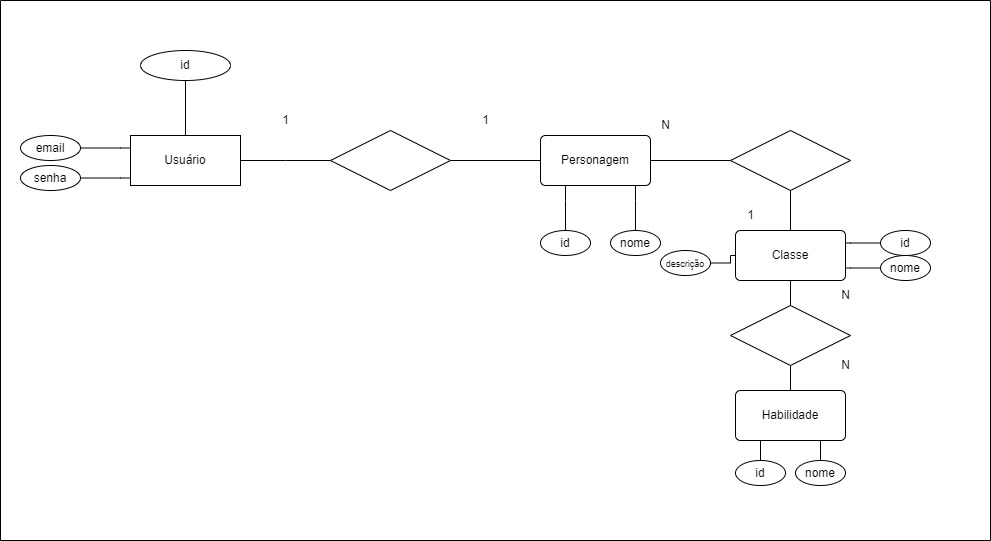 id
1
1
N
email
Usuário
Personagem
senha
1
id
nome
id
Classe
descrição
nome
N
N
Habilidade
id
nome